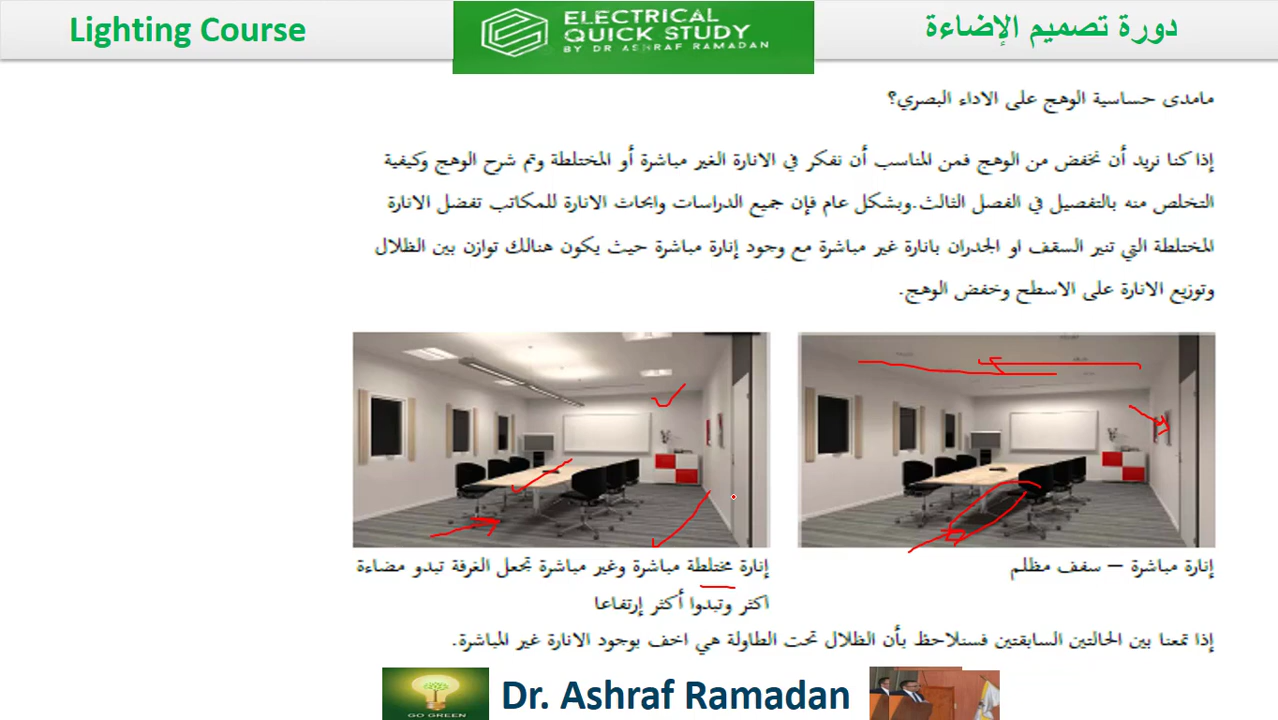 Lighting Course
ELECTRICAL
QUICK STUDY
BY DR ASHRAF RAMADAN
دورة تصميم الإضاءة
مامدى حساسية الوهج على الاداء البصري؟
إذا كنا نريد أن نخفض من الوهج فمن المناسب أن نفكر في الانارة الغير مباشرة أو المختلطة وتم شرح الوهج وكيفية
التخلص منه بالتفصيل في الفصل الثالث.وبشكل عام فإن جميع الدراسات وابحاث الانارة للمكاتب تفضل الانارة
المختلطة التي تنير السقف او الجدران بانارة غير مباشرة مع وجود إنارة مباشرة حيث يكون هنالك توازن بين الظلال
وتوزيع الانارة على الاسطح وخفض الوهج.
إنارة مباشرة – سقف مظلم
إنارة مختلطة مباشرة وغير مباشرة تجعل الغرفة تبدو مضاءة
اكثر وتبدوا أكثر إرتفاعا
إذا تمعنا بين الحالتين السابقتين فسنلاحظ بأن الظلال تحت الطاولة هي اخف بوجود الانارة غير المباشرة.
GO GREEN
Dr. Ashraf Ramadan